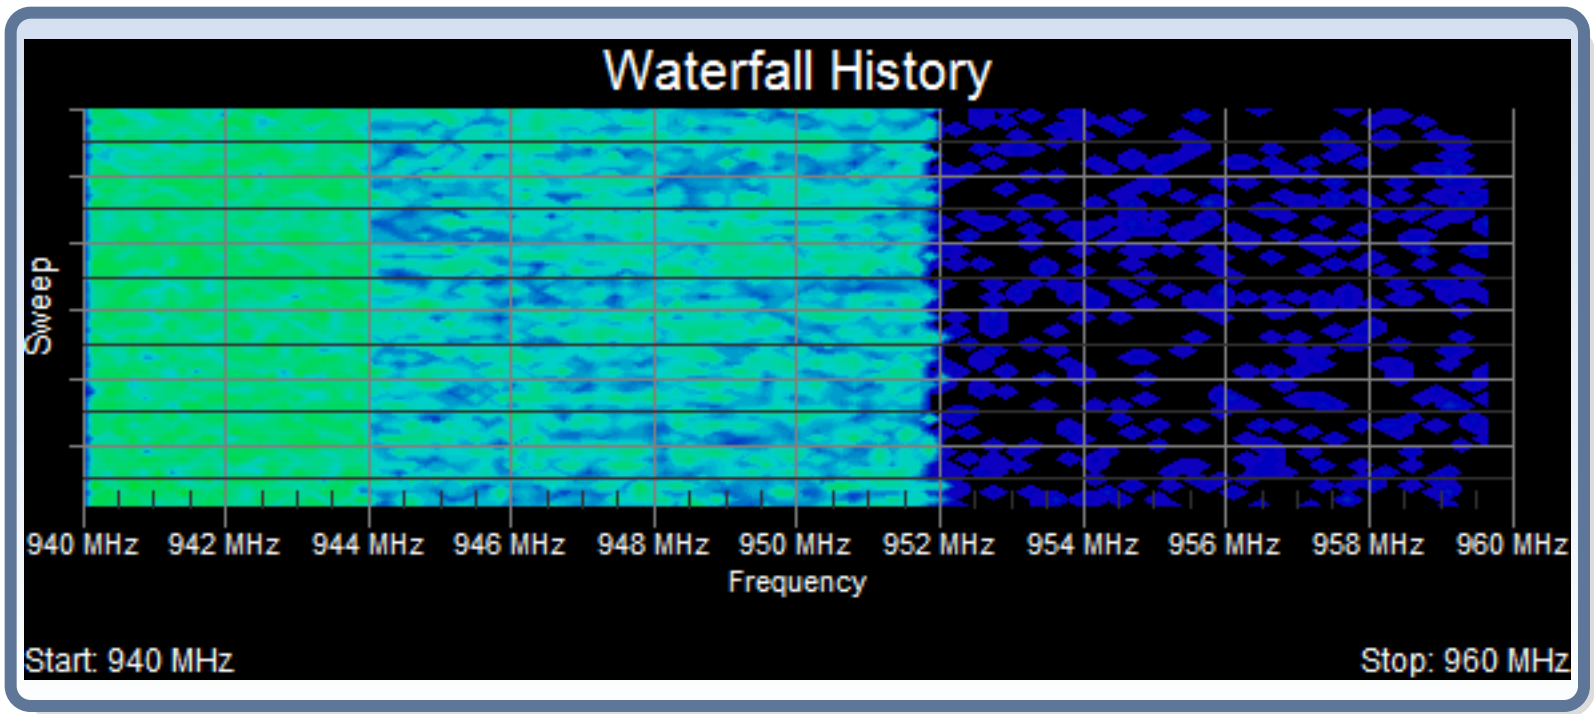 Waterfall History
Sweep
940 MHz 942 MHz 944 MHz 946 MHz 948 MHz 950 MHz 952 MHz 954 MHz 956 MHz 958 MHz 960 MHz
Frequency
Start: 940 MHz Stop: 960 MHz